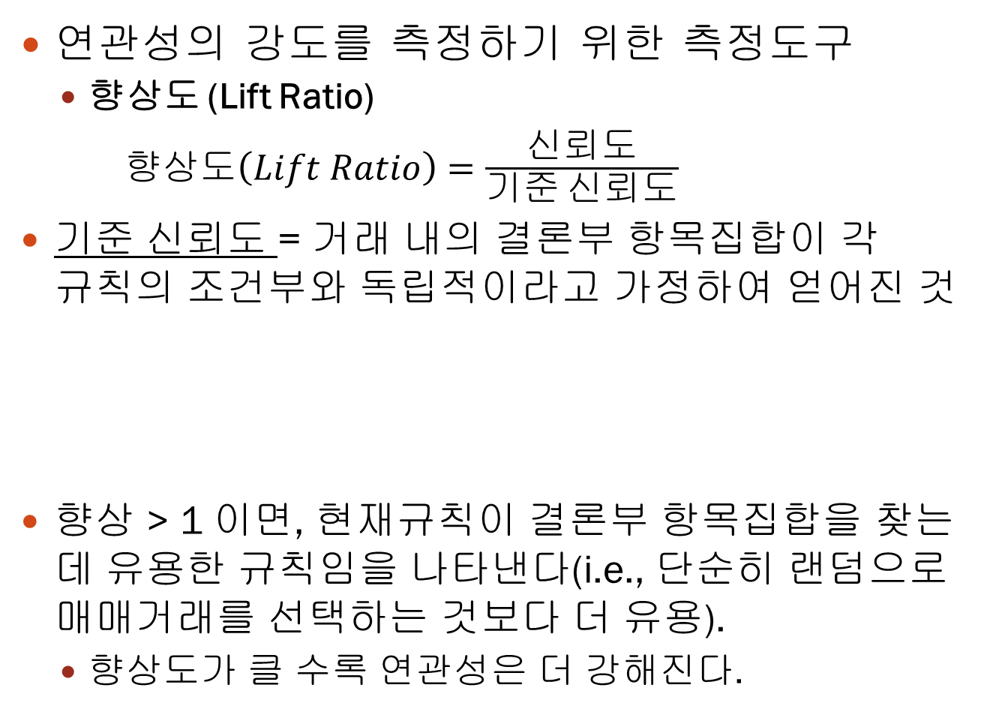 • 연관성의 강도를 측정하기 위한 측정도구
• 향상도 (Lift Ratio)
향상도(Lift Ratio) = 신뢰도 / 기준 신뢰도
• 기준 신뢰도 = 거래 내의 결론부 항목집합이 각
규칙의 조건부와 독립적이라고 가정하여 얻어진 것
• 향상 > 1 이면, 현재규칙이 결론부 항목집합을 찾는
데 유용한 규칙임을 나타낸다(i.e., 단순히 랜덤으로
매매거래를 선택하는 것보다 더 유용).
• 향상도가 클 수록 연관성은 더 강해진다.